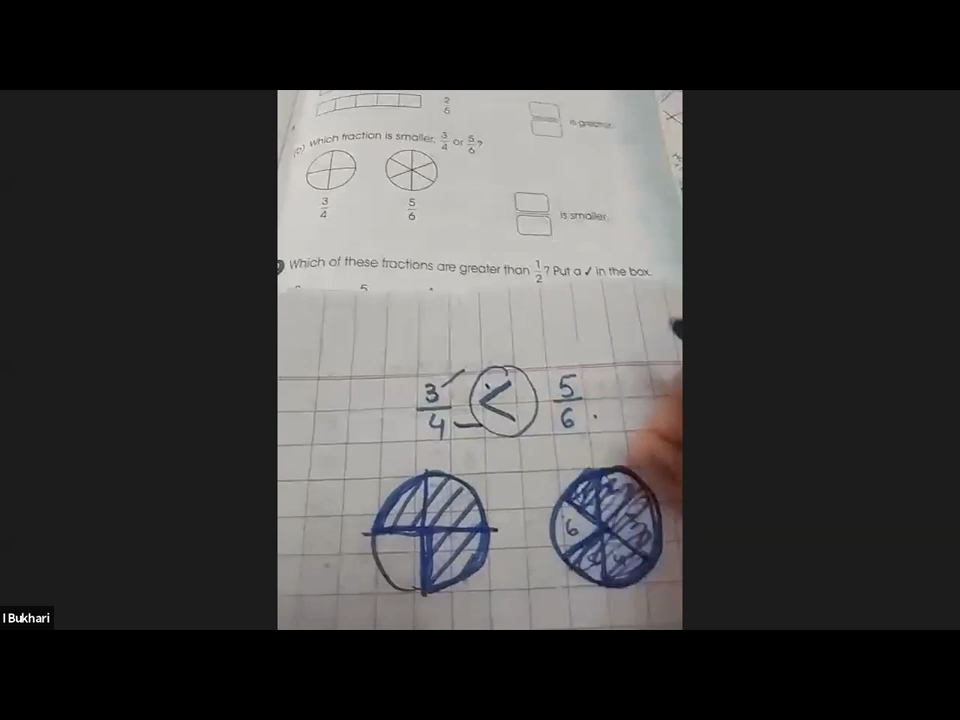 2
6
is greater.
(c) Which fraction is smaller, 3/4 or 5/6?
3
4
5
6
is smaller.
Which of these fractions are greater than 1/2? Put a ✓ in the box.
5
3/4 < 5/6 .
6
I Bukhari